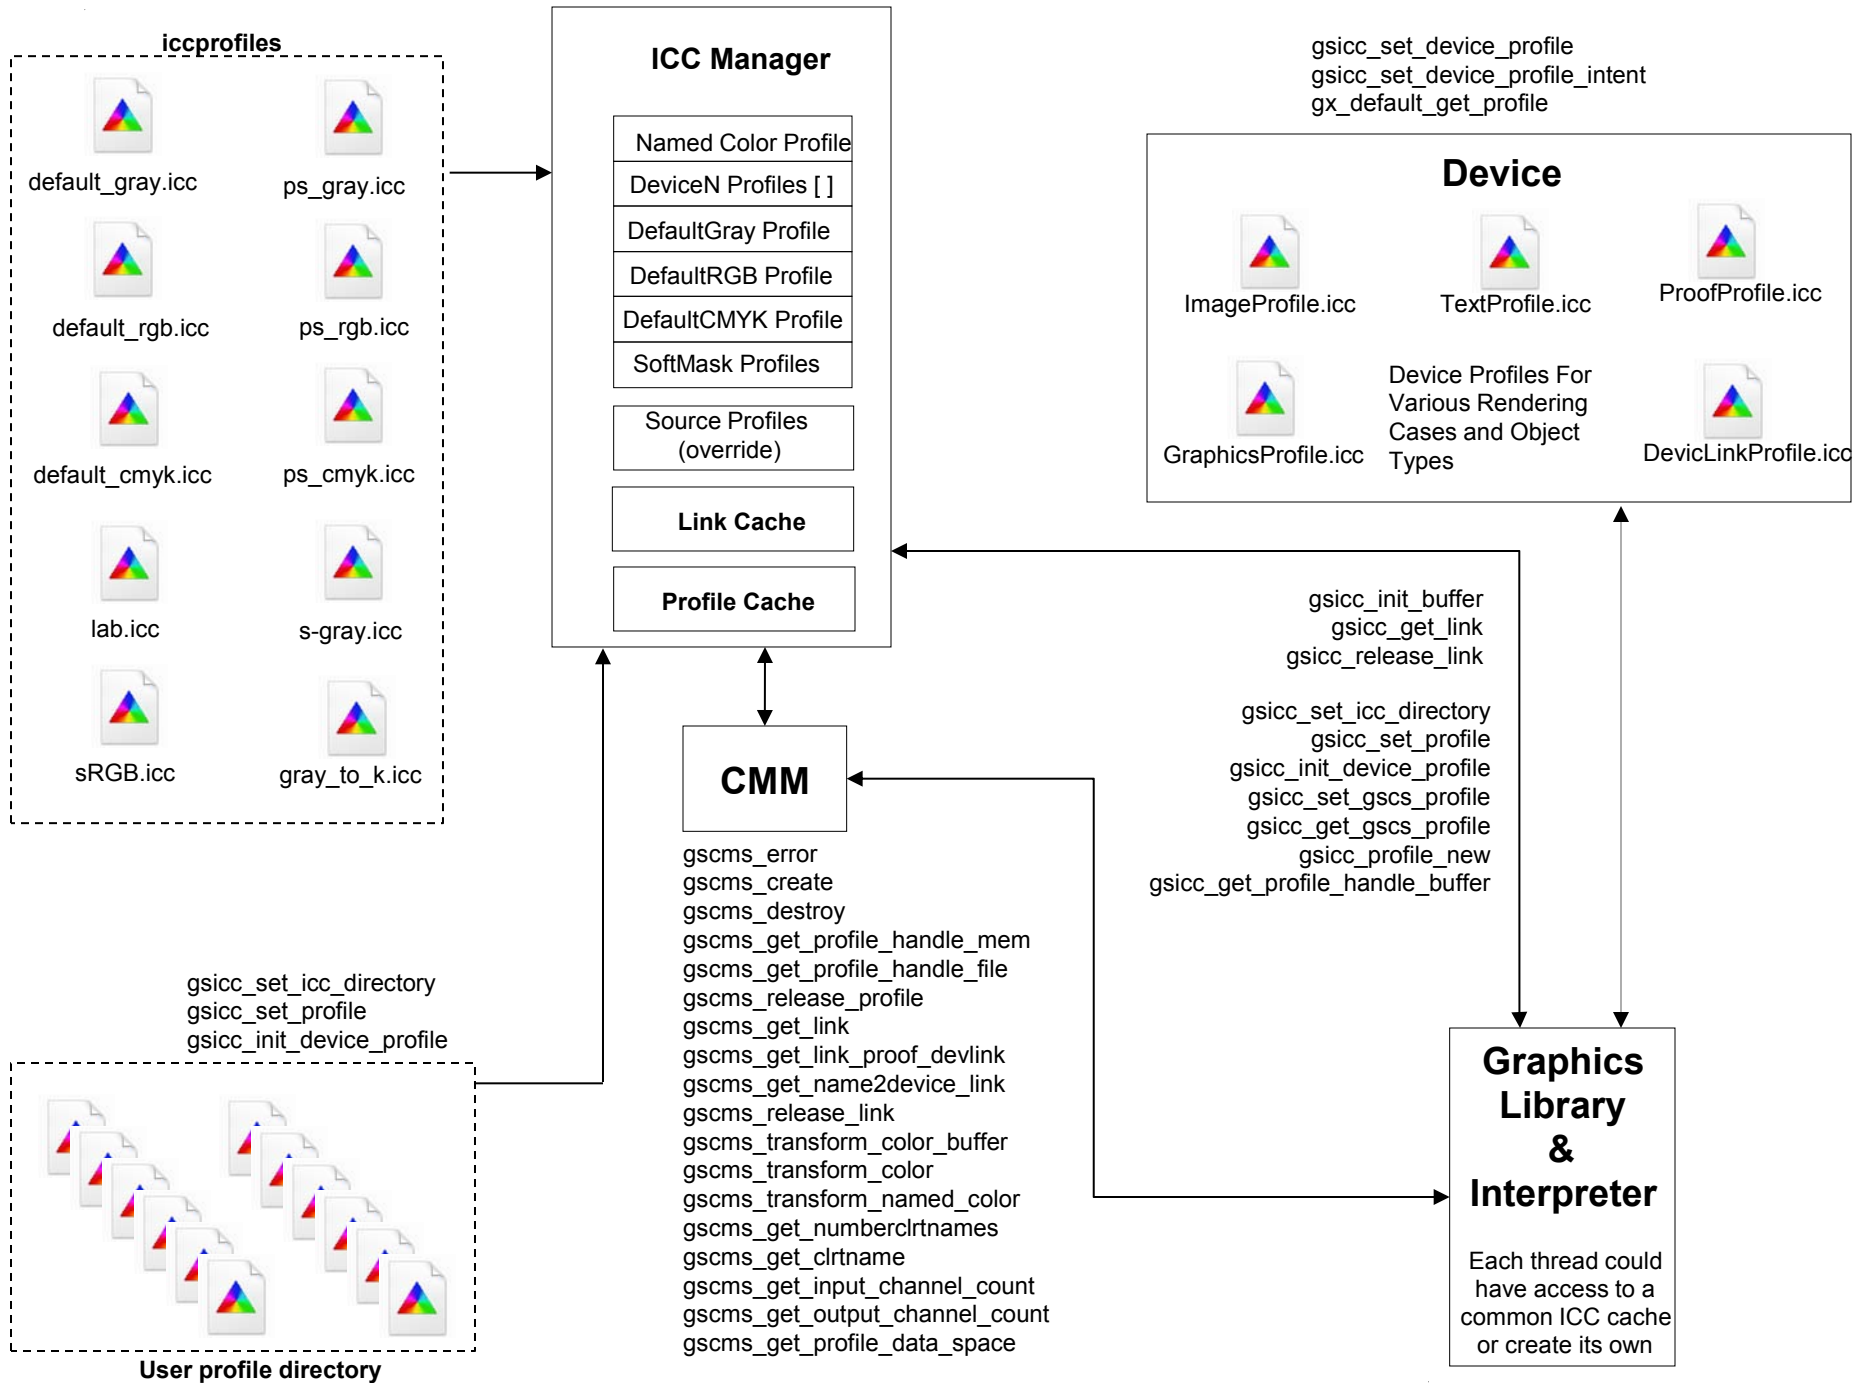 iccprofiles
default_gray.icc
ps_gray.icc
default_rgb.icc
ps_rgb.icc
default_cmyk.icc
ps_cmyk.icc
lab.icc
s-gray.icc
sRGB.icc
gray_to_k.icc
ICC Manager
Named Color Profile
DeviceN Profiles [ ]
DefaultGray Profile
DefaultRGB Profile
DefaultCMYK Profile
SoftMask Profiles
Source Profiles
(override)
Link Cache
Profile Cache
gsicc_set_device_profile
gsicc_set_device_profile_intent
gx_default_get_profile
Device
ImageProfile.icc
TextProfile.icc
ProofProfile.icc
GraphicsProfile.icc
Device Profiles For
Various Rendering
Cases and Object
Types
DevicLinkProfile.icc
gsicc_init_buffer
gsicc_get_link
gsicc_release_link
gsicc_set_icc_directory
gsicc_set_profile
gsicc_init_device_profile
gsicc_set_gscs_profile
gsicc_get_gscs_profile
gsicc_profile_new
gsicc_get_profile_handle_buffer
CMM
gscms_error
gscms_create
gscms_destroy
gscms_get_profile_handle_mem
gscms_get_profile_handle_file
gscms_release_profile
gscms_get_link
gscms_get_link_proof_devlink
gscms_get_name2device_link
gscms_release_link
gscms_transform_color_buffer
gscms_transform_color
gscms_transform_named_color
gscms_get_numberclrtnames
gscms_get_clrtname
gscms_get_input_channel_count
gscms_get_output_channel_count
gscms_get_profile_data_space
gsicc_set_icc_directory
gsicc_set_profile
gsicc_init_device_profile
User profile directory
Graphics
Library
&
Interpreter
Each thread could
have access to a
common ICC cache
or create its own